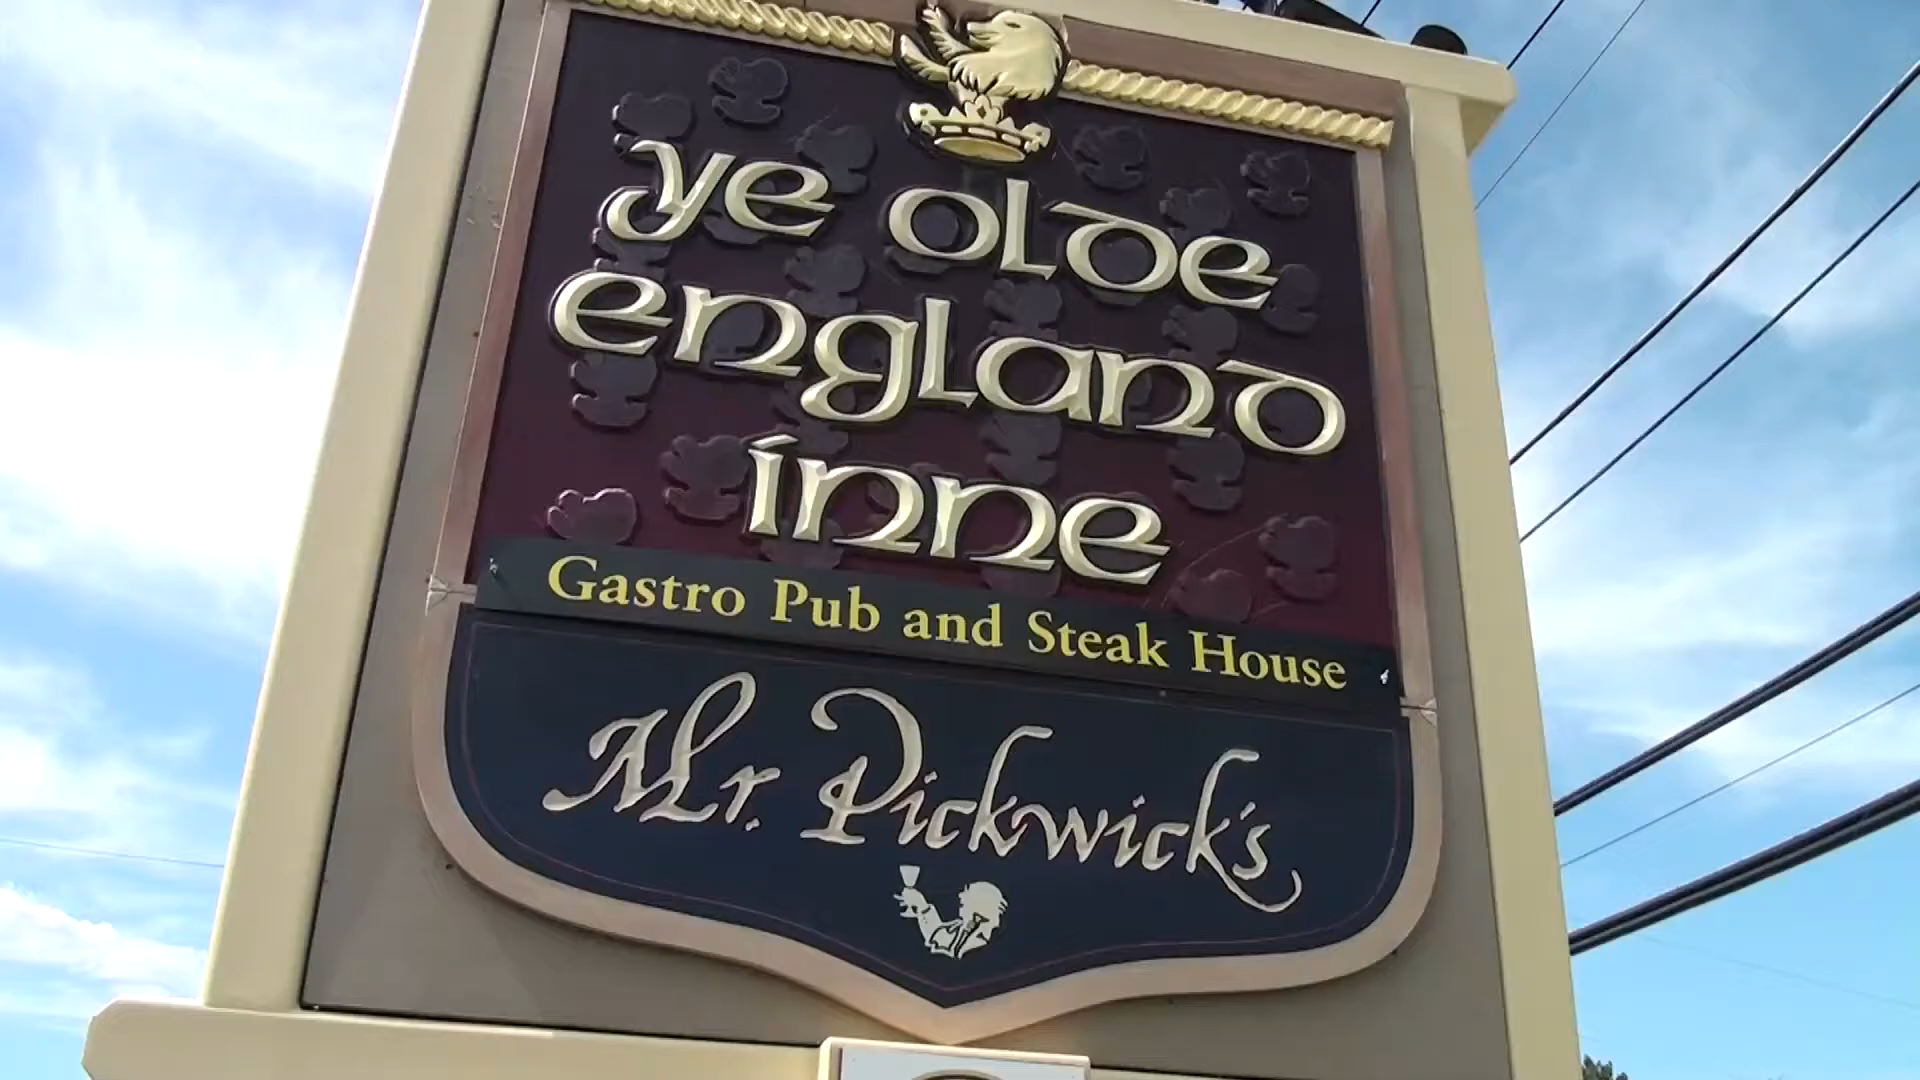 ye olde
england
inne
Gastro Pub and Steak House
Mr. Pickwick's